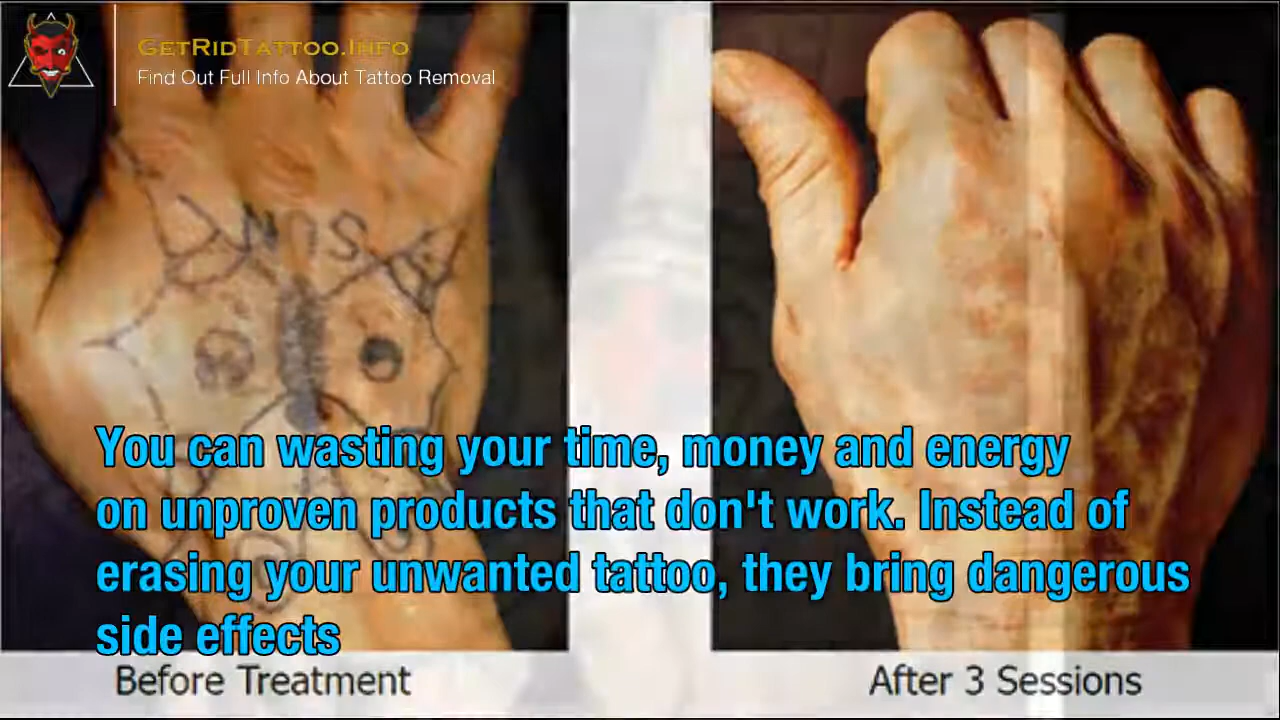 GetRidTattoo.Info
Find Out Full Info About Tattoo Removal
You can wasting your time, money and energy
on unproven products that don't work. Instead of
erasing your unwanted tattoo, they bring dangerous
side effects
Before Treatment
After 3 Sessions